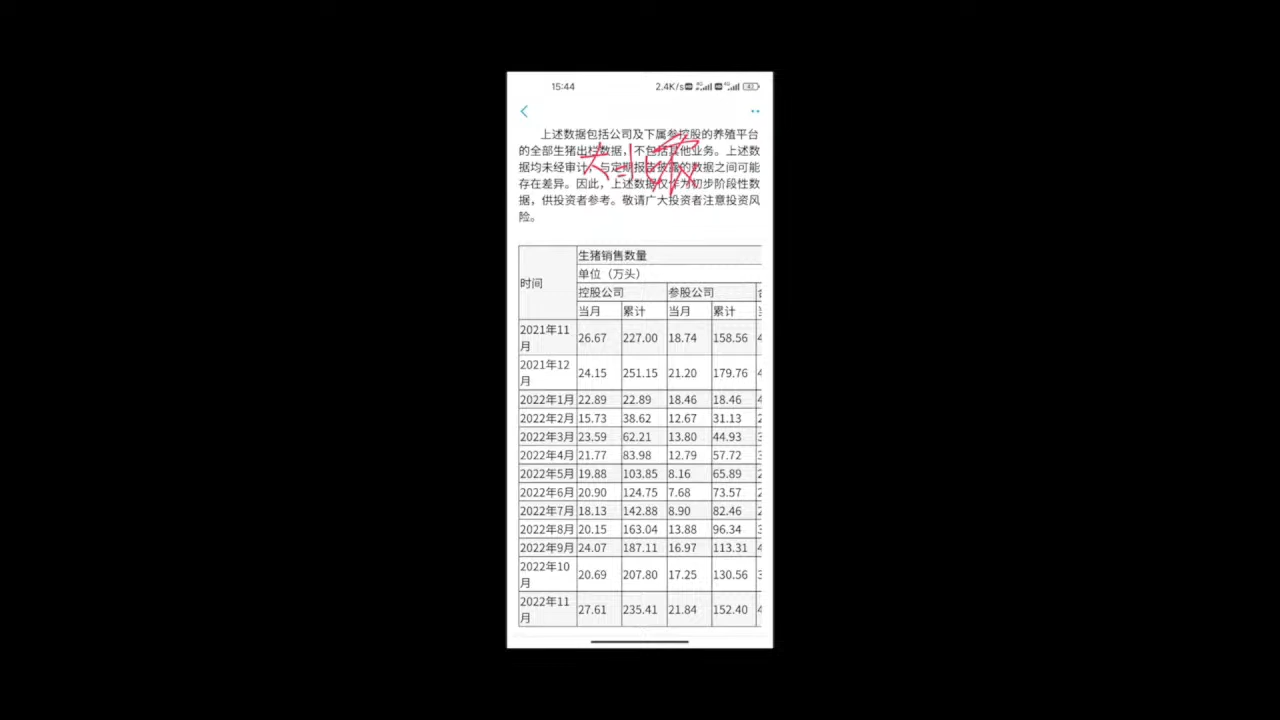 15:44 2.4K/s
上述数据包括公司及下属参控股的养殖平台
的全部生猪出栏数据，不包括其他业务。上述数
据均未经审计，与定期报告披露的数据之间可能
存在差异。因此，上述数据仅作为初步阶段性数
据，供投资者参考。敬请广大投资者注意投资风
险。
时间 生猪销售数量
单位（万头）
控股公司 参股公司
当月 累计 当月 累计
2021年11月 26.67 227.00 18.74 158.56 4
2021年12月 24.15 251.15 21.20 179.76 4
2022年1月 22.89 22.89 18.46 18.46 4
2022年2月 15.73 38.62 12.67 31.13 2
2022年3月 23.59 62.21 13.80 44.93 3
2022年4月 21.77 83.98 12.79 57.72 3
2022年5月 19.88 103.85 8.16 65.89 2
2022年6月 20.90 124.75 7.68 73.57 2
2022年7月 18.13 142.88 8.90 82.46 2
2022年8月 20.15 163.04 13.88 96.34 3
2022年9月 24.07 187.11 16.97 113.31 4
2022年10月 20.69 207.80 17.25 130.56 3
2022年11月 27.61 235.41 21.84 152.40 4